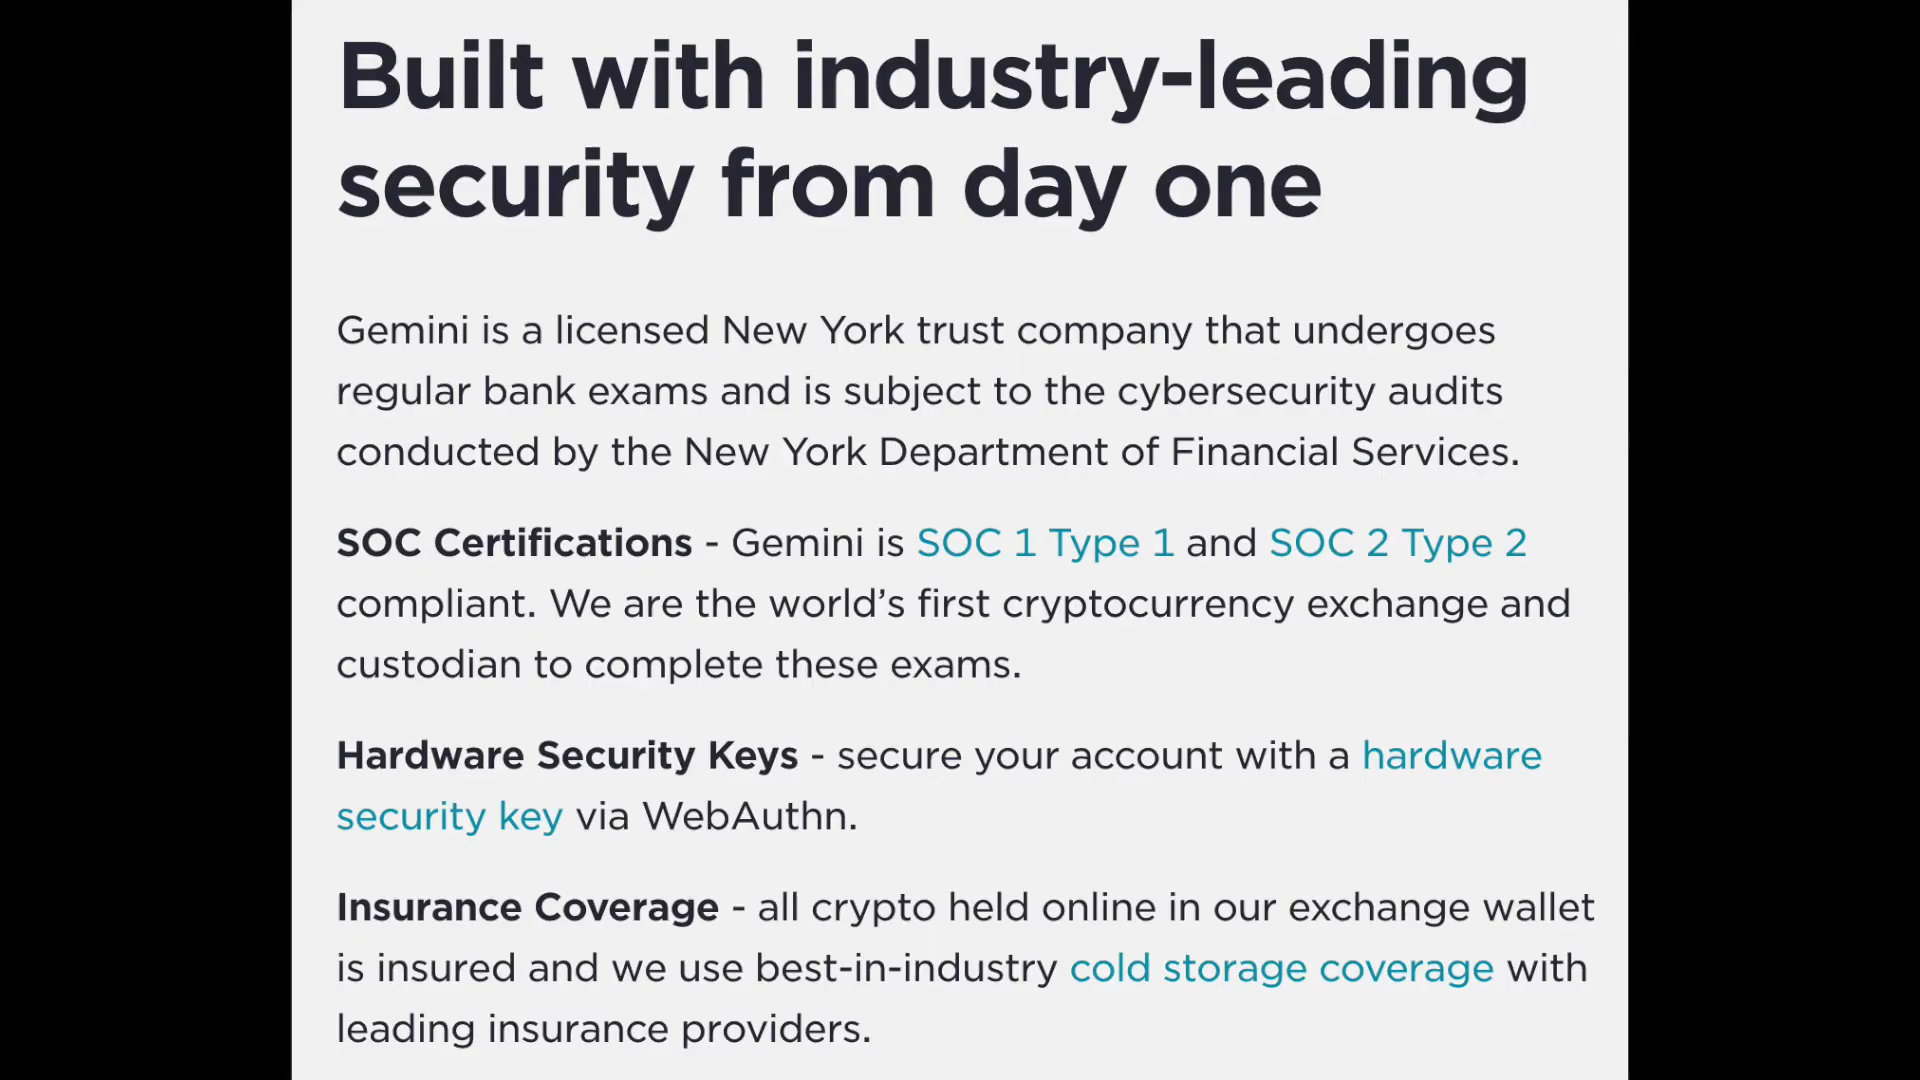 Built with industry-leading
security from day one
Gemini is a licensed New York trust company that undergoes
regular bank exams and is subject to the cybersecurity audits
conducted by the New York Department of Financial Services.
SOC Certifications - Gemini is SOC 1 Type 1 and SOC 2 Type 2
compliant. We are the world’s first cryptocurrency exchange and
custodian to complete these exams.
Hardware Security Keys - secure your account with a hardware
security key via WebAuthn.
Insurance Coverage - all crypto held online in our exchange wallet
is insured and we use best-in-industry cold storage coverage with
leading insurance providers.